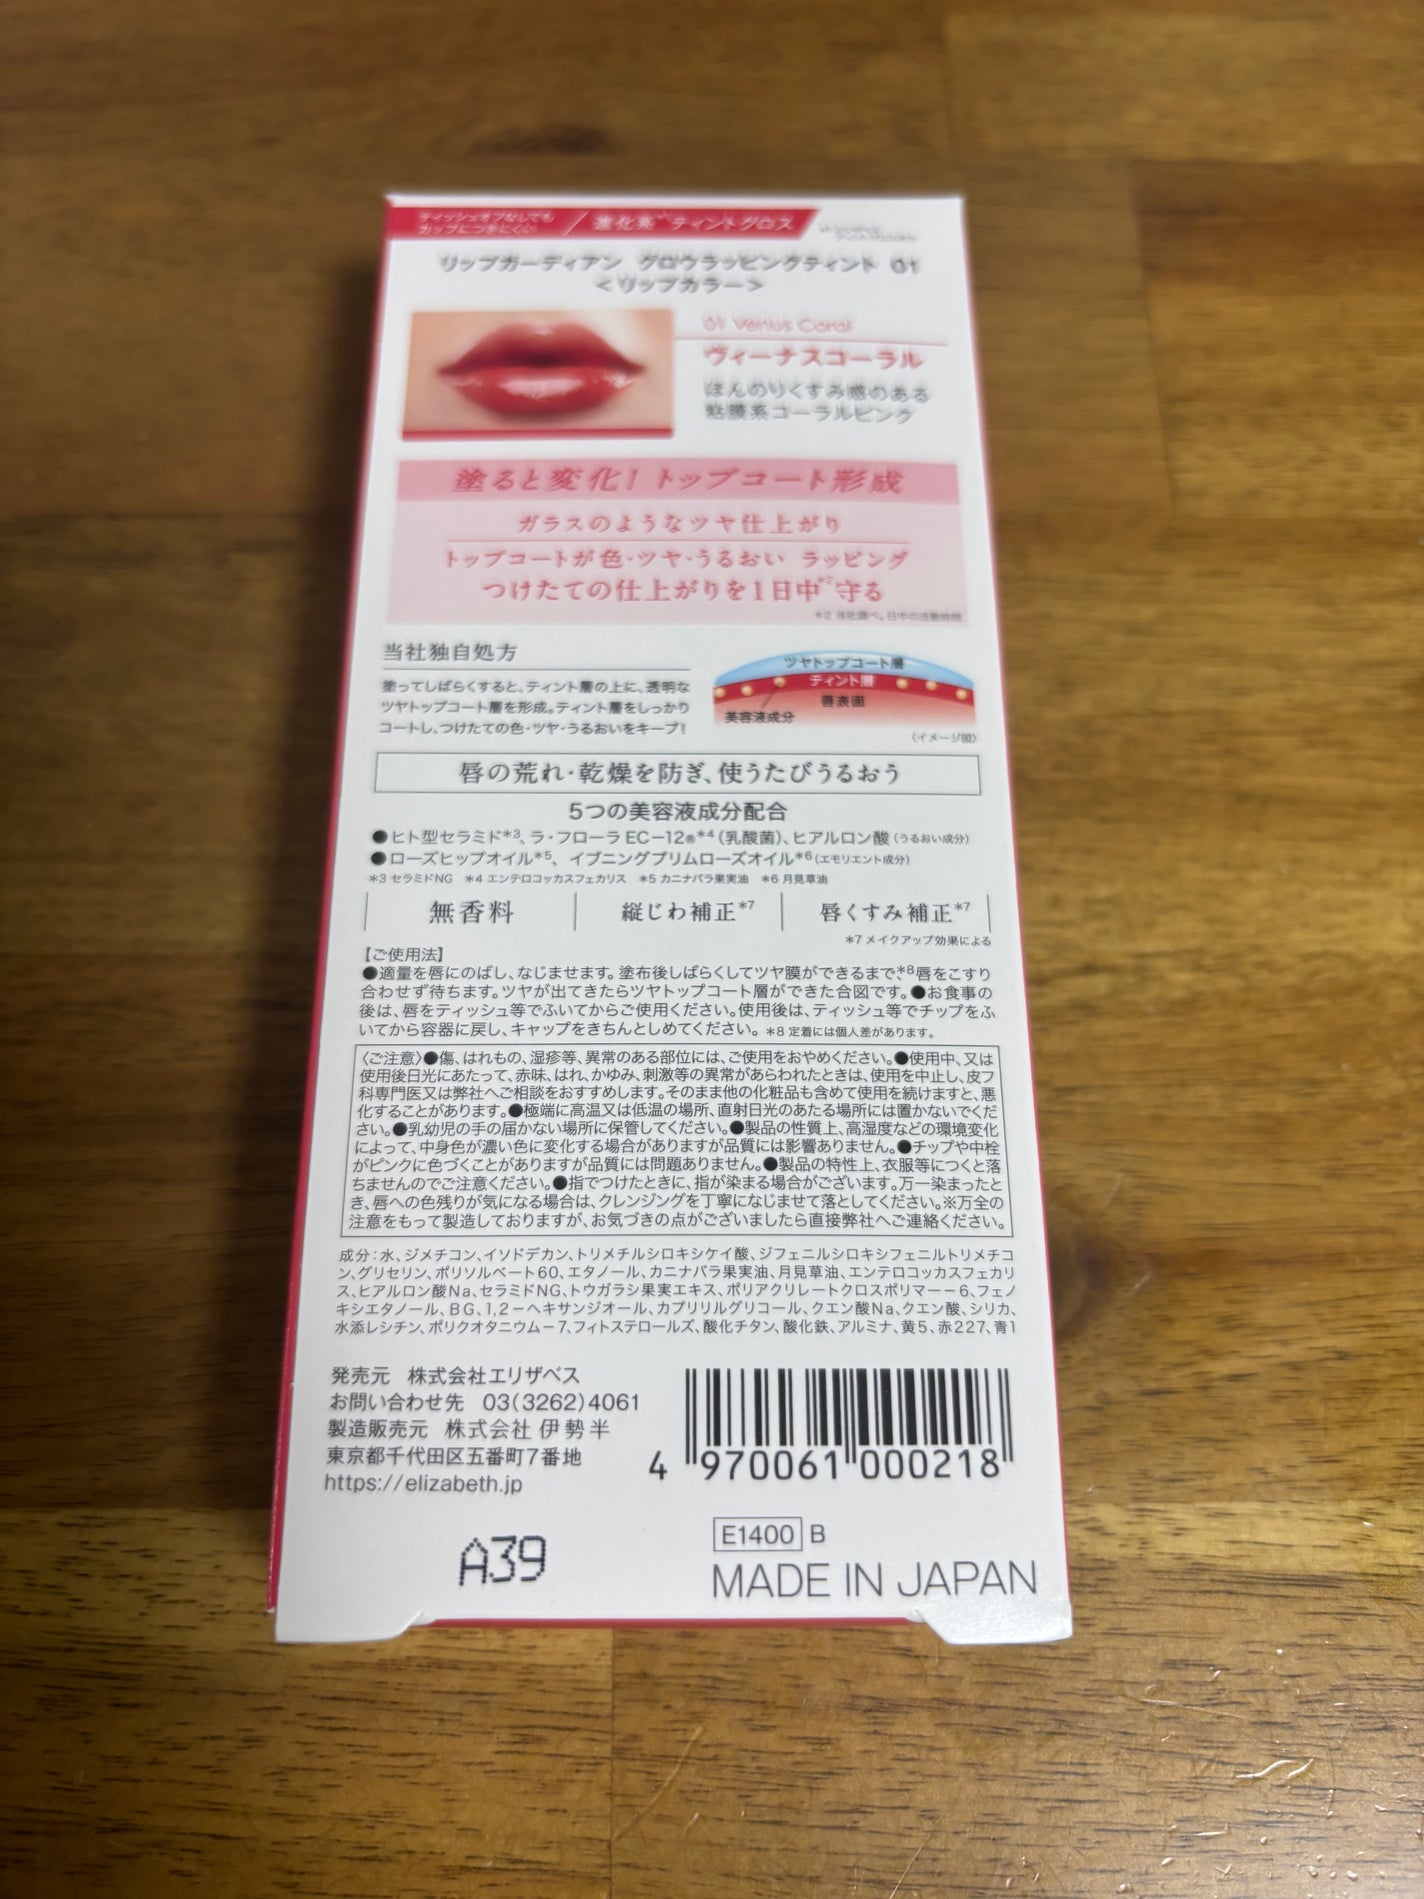 ティッシュオフなしでも
カップにつきにくい
進化系 ティントグロス
リップガーディアン グロウラッピングティント 01
<リップカラー>
01 Venus Coral
ヴィーナスコーラル
ほんのりくすみ感のある
粘膜系コーラルピンク
塗ると変化!トップコート形成
ガラスのようなツヤ仕上がり
トップコートが色・ツヤ・うるおい ラッピング
つけたての仕上がりを1日中*2守る
*2 当社調べ。日中の活動時間
当社独自処方
塗ってしばらくすると、ティント層の上に、透明な
ツヤトップコート層を形成。ティント層をしっかり
コートし、つけたての色・ツヤ・うるおいをキープ!
ツヤトップコート層
ティント層
唇表面
美容液成分
〈イメージ図〉
唇の荒れ・乾燥を防ぎ、使うたびうるおう
5つの美容液成分配合
●ヒト型セラミド*3、ラ・フローラ EC−12®*4(乳酸菌)、ヒアルロン酸(うるおい成分)
●ローズヒップオイル*5、イブニングプリムローズオイル*6(エモリエント成分)
*3 セラミドNG *4 エンテロコッカスフェカリス *5 カニナバラ果実油 *6 月見草油
無香料
縦じわ補正*7
唇くすみ補正*7
*7 メイクアップ効果による
【ご使用法】
●適量を唇にのばし、なじませます。塗布後しばらくしてツヤ膜ができるまで、*8唇をこすり
合わせず待ちます。ツヤが出てきたらツヤトップコート層ができた合図です。●お食事の
後は、唇をティッシュ等でふいてからご使用ください。使用後は、ティッシュ等でチップをふ
いてから容器に戻し、キャップをきちんとしめてください。 *8 定着には個人差があります。
〈ご注意〉●傷、はれもの、湿疹等、異常のある部位には、ご使用をおやめください。●使用中、又は
使用後日光にあたって、赤味、はれ、かゆみ、刺激等の異常があらわれたときは、使用を中止し、皮フ
科専門医又は弊社へご相談をおすすめします。そのまま他の化粧品も含めて使用を続けますと、悪
化することがあります。●極端に高温又は低温の場所、直射日光のあたる場所には置かないでくだ
さい。●乳幼児の手の届かない場所に保管してください。●製品の性質上、高湿度などの環境変化
によって、中身色が濃い色に変化する場合がありますが品質には影響ありません。●チップや中栓
がピンクに色づくことがありますが品質には問題ありません。●製品の特性上、衣服等につくと落
ちませんのでご注意ください。●指でつけたときに、指が染まる場合がございます。万一染まったと
き、唇への色残りが気になる場合は、クレンジングを丁寧になじませて落としてください。※万全の
注意をもって製造しておりますが、お気づきの点がございましたら直接弊社へご連絡ください。
成分:水、ジメチコン、イソドデカン、トリメチルシロキシケイ酸、ジフェニルシロキシフェニルトリメチコ
ン、グリセリン、ポリソルベート60、エタノール、カニナバラ果実油、月見草油、エンテロコッカスフェカリ
ス、ヒアルロン酸Na、セラミドNG、トウガラシ果実エキス、ポリアクリレートクロスポリマー−6、フェノ
キシエタノール、BG、1,2−ヘキサンジオール、カプリリルグリコール、クエン酸Na、クエン酸、シリカ、
水添レシチン、ポリクオタニウム−7、フィトステロールズ、酸化チタン、酸化鉄、アルミナ、黄5、赤227、青1
発売元 株式会社エリザベス
お問い合わせ先 03(3262)4061
製造販売元 株式会社 伊勢半
東京都千代田区五番町7番地
https://elizabeth.jp
4 970061 000218
A39
E1400 B
MADE IN JAPAN